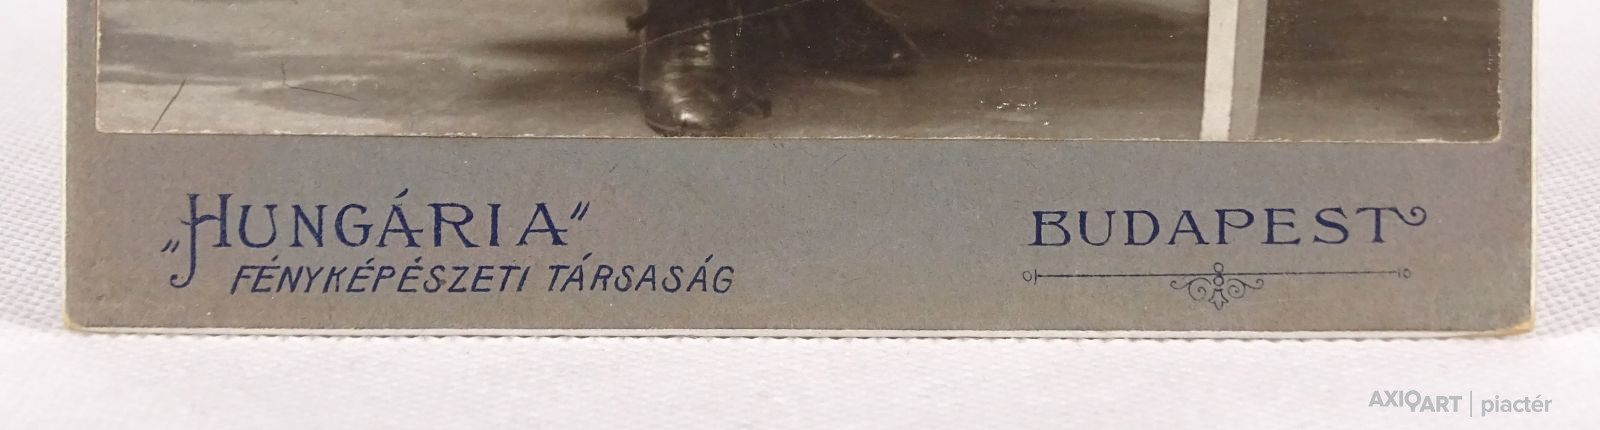 „HUNGÁRIA”
FÉNYKÉPÉSZETI TÁRSASÁG
BUDAPEST
AXIOART | piactér